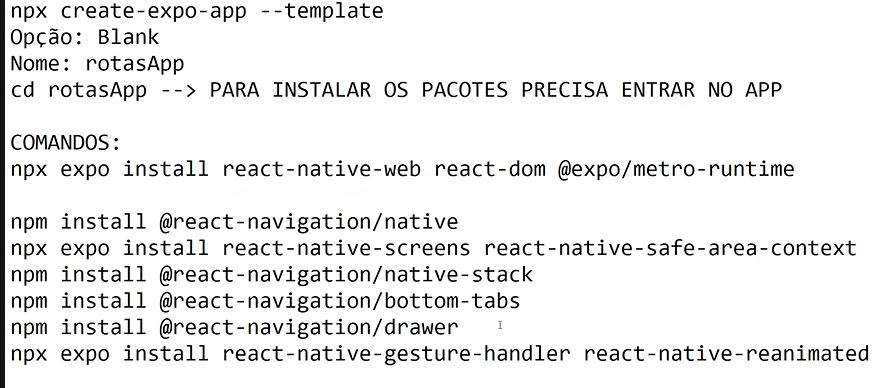 npx create-expo-app --template
Opção: Blank
Nome: rotasApp
cd rotasApp --> PARA INSTALAR OS PACOTES PRECISA ENTRAR NO APP
COMANDOS:
npx expo install react-native-web react-dom @expo/metro-runtime
npm install @react-navigation/native
npx expo install react-native-screens react-native-safe-area-context
npm install @react-navigation/native-stack
npm install @react-navigation/bottom-tabs
npm install @react-navigation/drawer
npx expo install react-native-gesture-handler react-native-reanimated